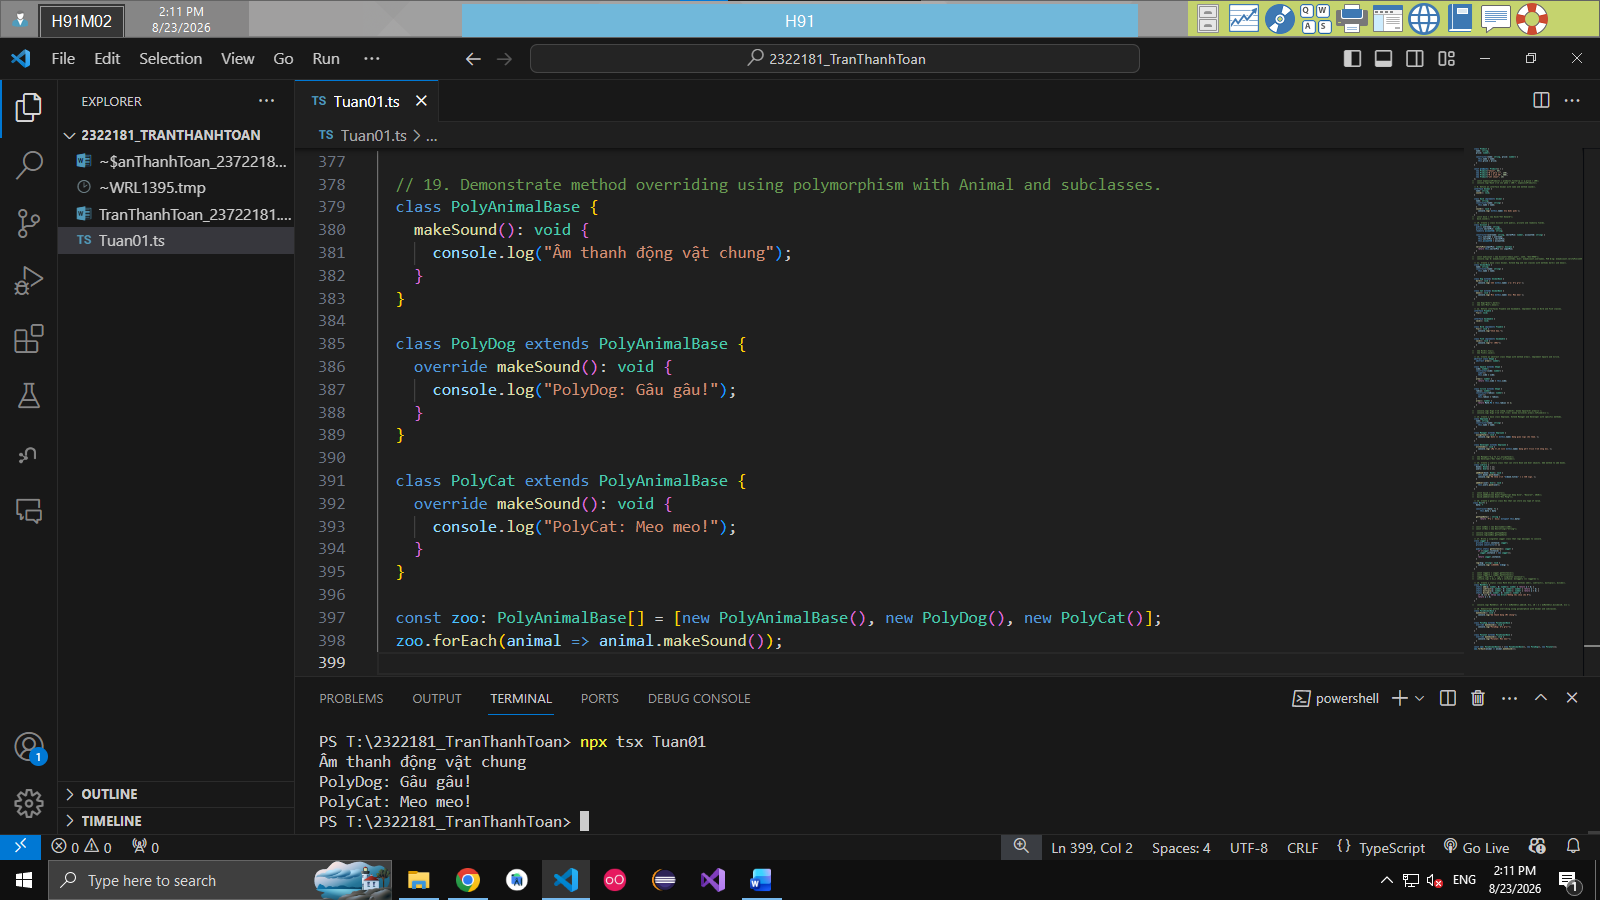 H91M02
2:11 PM
8/23/2026
H91
Q W
A S
File Edit Selection View Go Run ···
2322181_TranThanhToan
EXPLORER
2322181_TRANTHANHTOAN
~$anThanhToan_2372218...
~WRL1395.tmp
TranThanhToan_23722181....
TS Tuan01.ts
OUTLINE
TIMELINE
TS Tuan01.ts
TS Tuan01.ts > ...
377
378 // 19. Demonstrate method overriding using polymorphism with Animal and subclasses.
379 class PolyAnimalBase {
380 makeSound(): void {
381 console.log("Âm thanh động vật chung");
382 }
383 }
384
385 class PolyDog extends PolyAnimalBase {
386 override makeSound(): void {
387 console.log("PolyDog: Gâu gâu!");
388 }
389 }
390
391 class PolyCat extends PolyAnimalBase {
392 override makeSound(): void {
393 console.log("PolyCat: Meo meo!");
394 }
395 }
396
397 const zoo: PolyAnimalBase[] = [new PolyAnimalBase(), new PolyDog(), new PolyCat()];
398 zoo.forEach(animal => animal.makeSound());
399
PROBLEMS OUTPUT TERMINAL PORTS DEBUG CONSOLE
powershell
PS T:\2322181_TranThanhToan> npx tsx Tuan01
Âm thanh động vật chung
PolyDog: Gâu gâu!
PolyCat: Meo meo!
PS T:\2322181_TranThanhToan>
1
0 0 0
Ln 399, Col 2 Spaces: 4 UTF-8 CRLF {} TypeScript Go Live
Type here to search
ENG
2:11 PM
8/23/2026
1